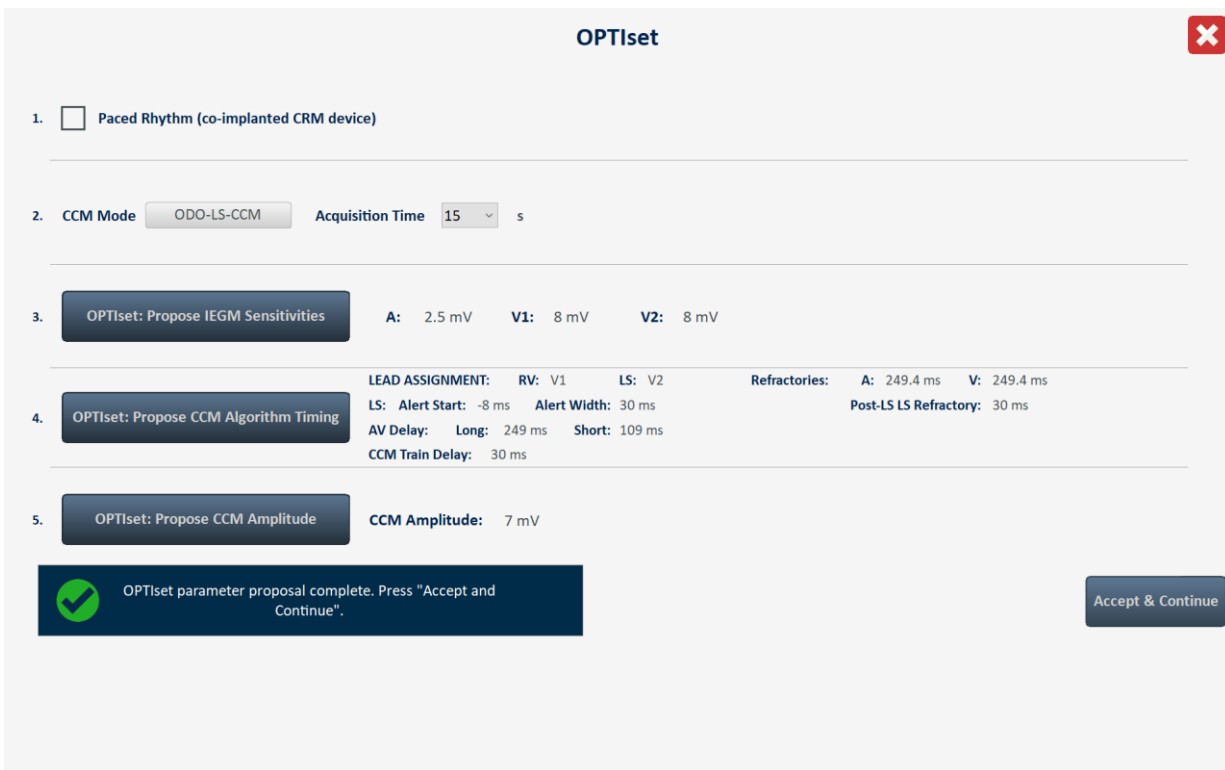 OPTIset
1. Paced Rhythm (co-implanted CRM device)
2. CCM Mode ODO-LS-CCM Acquisition Time 15 s
3. OPTIset: Propose IEGM Sensitivities A: 2.5 mV V1: 8 mV V2: 8 mV
LEAD ASSIGNMENT: RV: V1 LS: V2 Refractories: A: 249.4 ms V: 249.4 ms
LS: Alert Start: -8 ms Alert Width: 30 ms Post-LS LS Refractory: 30 ms
4. OPTIset: Propose CCM Algorithm Timing
AV Delay: Long: 249 ms Short: 109 ms
CCM Train Delay: 30 ms
5. OPTIset: Propose CCM Amplitude CCM Amplitude: 7 mV
OPTIset parameter proposal complete. Press "Accept and
Continue".
Accept & Continue